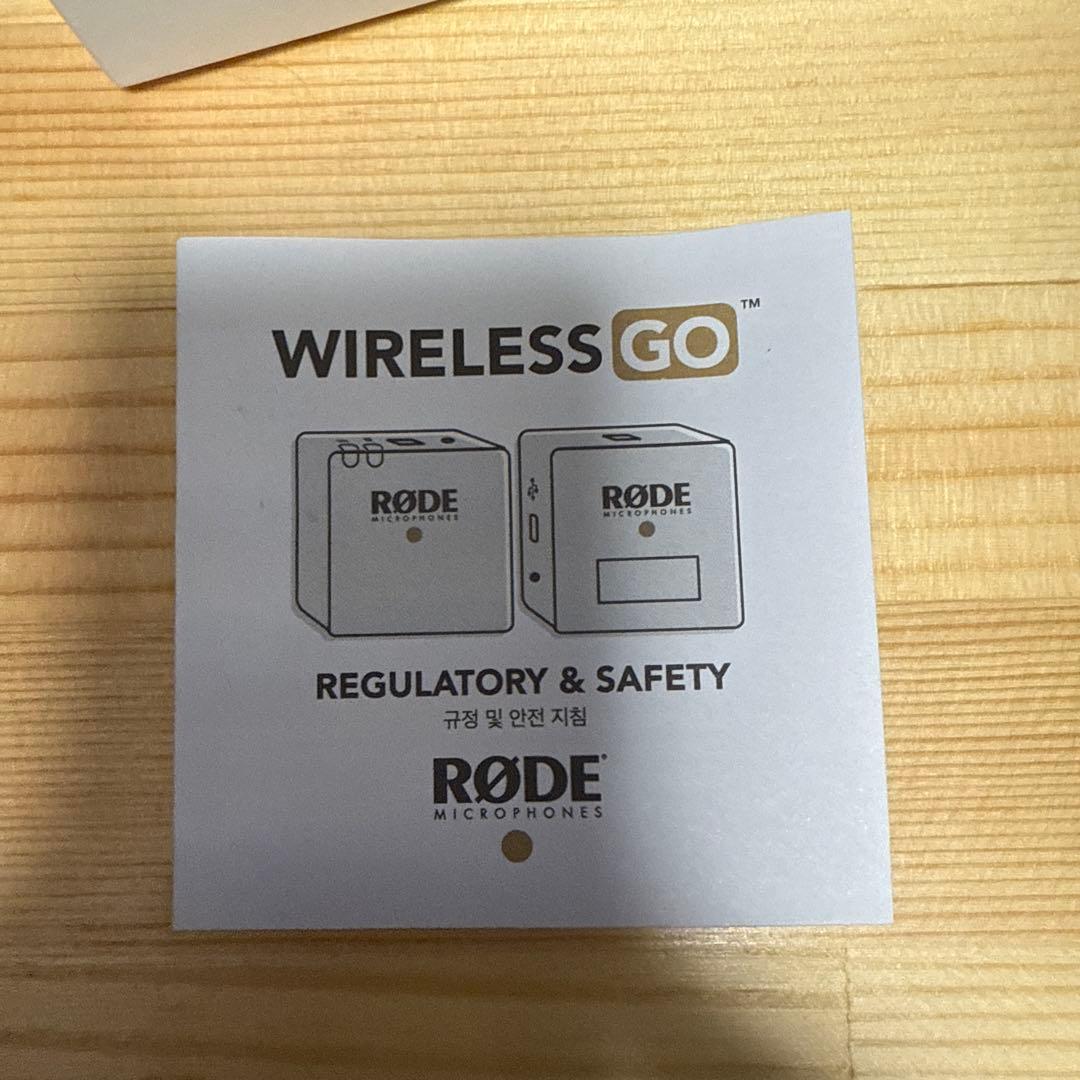 WIRELESS GO™
RØDE
MICROPHONES
RØDE
MICROPHONES
REGULATORY & SAFETY
규정 및 안전 지침
RØDE®
MICROPHONES